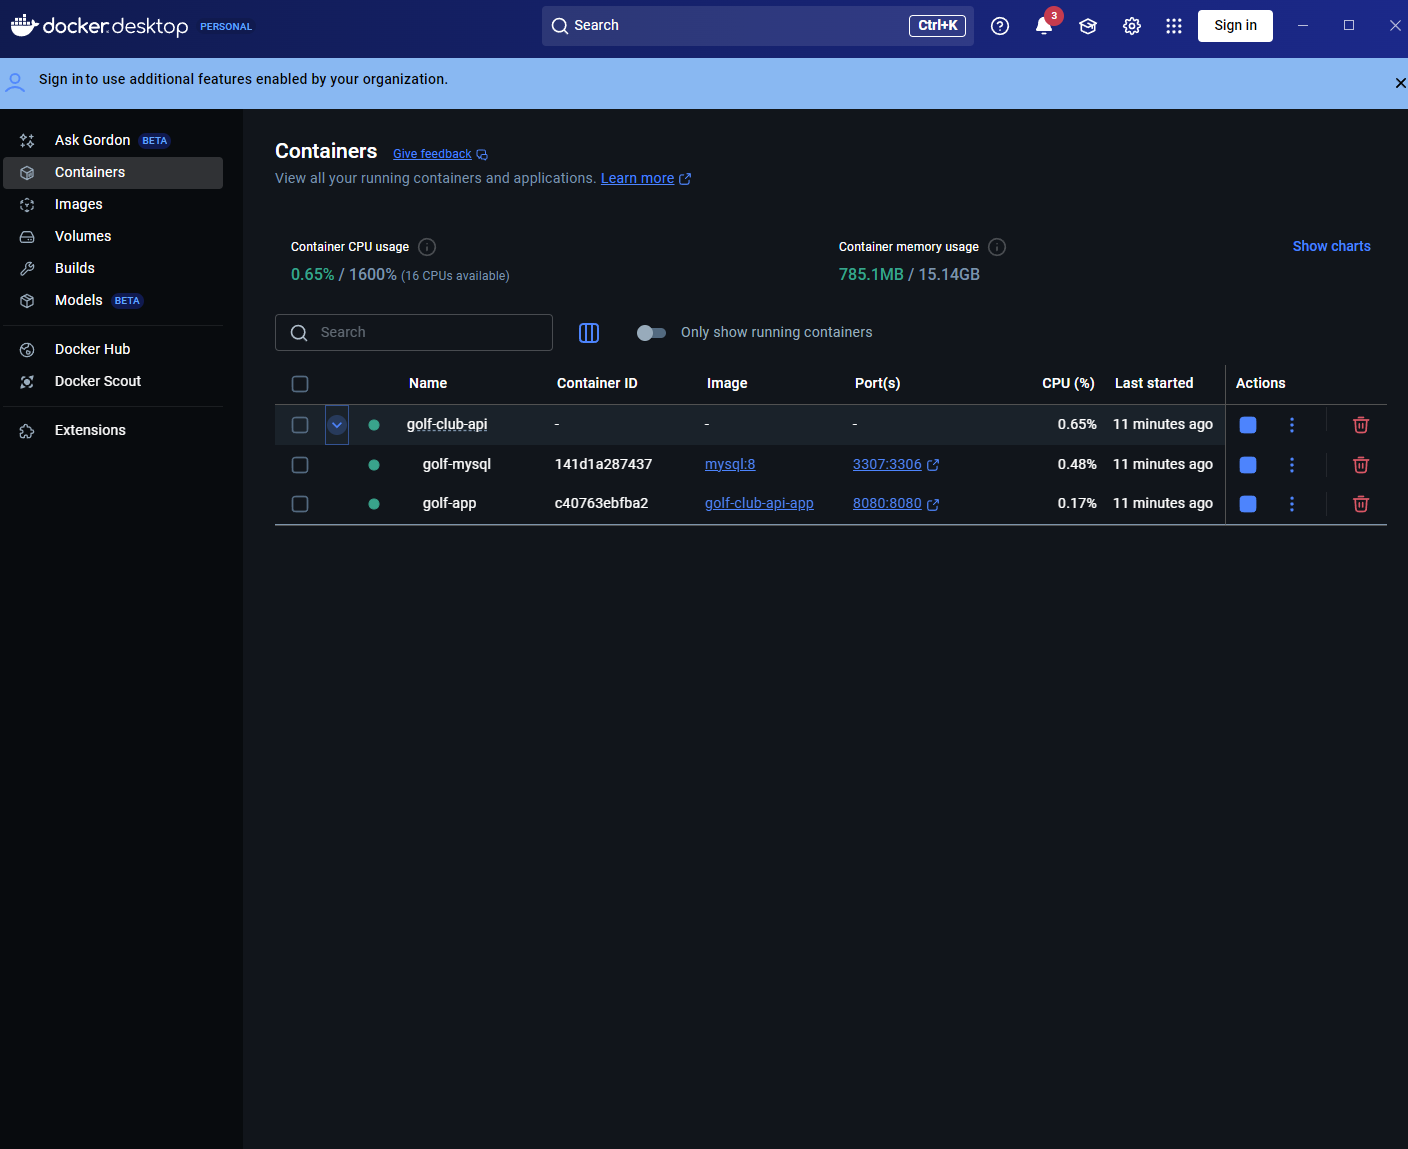 docker.desktop PERSONAL Search Ctrl+K 3 Sign in
Sign in to use additional features enabled by your organization.
Ask Gordon BETA
Containers
Images
Volumes
Builds
Models BETA
Docker Hub
Docker Scout
Extensions
Containers Give feedback
View all your running containers and applications. Learn more
Container CPU usage
0.65% / 1600% (16 CPUs available)
Container memory usage
785.1MB / 15.14GB
Show charts
Search Only show running containers
Name Container ID Image Port(s) CPU (%) Last started Actions
golf-club-api - - - 0.65% 11 minutes ago
golf-mysql 141d1a287437 mysql:8 3307:3306 0.48% 11 minutes ago
golf-app c40763ebfba2 golf-club-api-app 8080:8080 0.17% 11 minutes ago